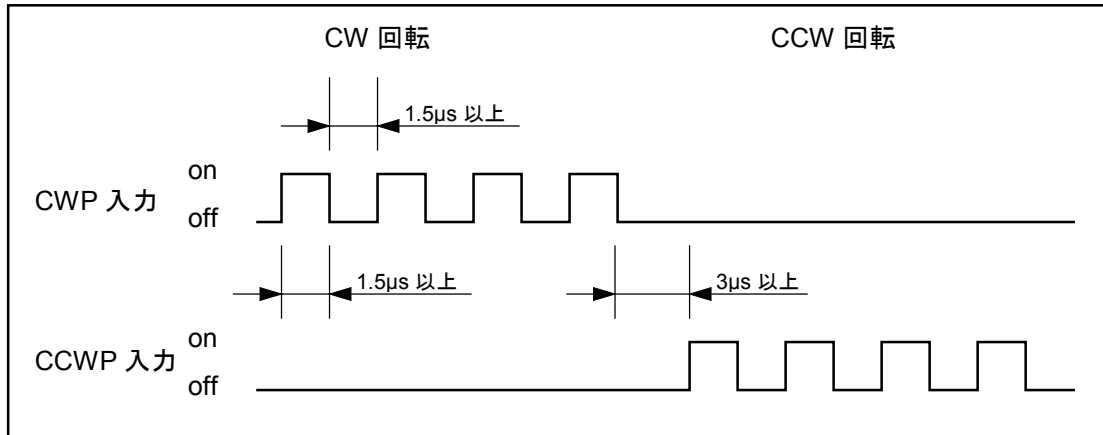 CW 回転
CCW 回転
1.5µs 以上
on
CWP 入力
off
1.5µs 以上
3µs 以上
on
CCWP 入力
off